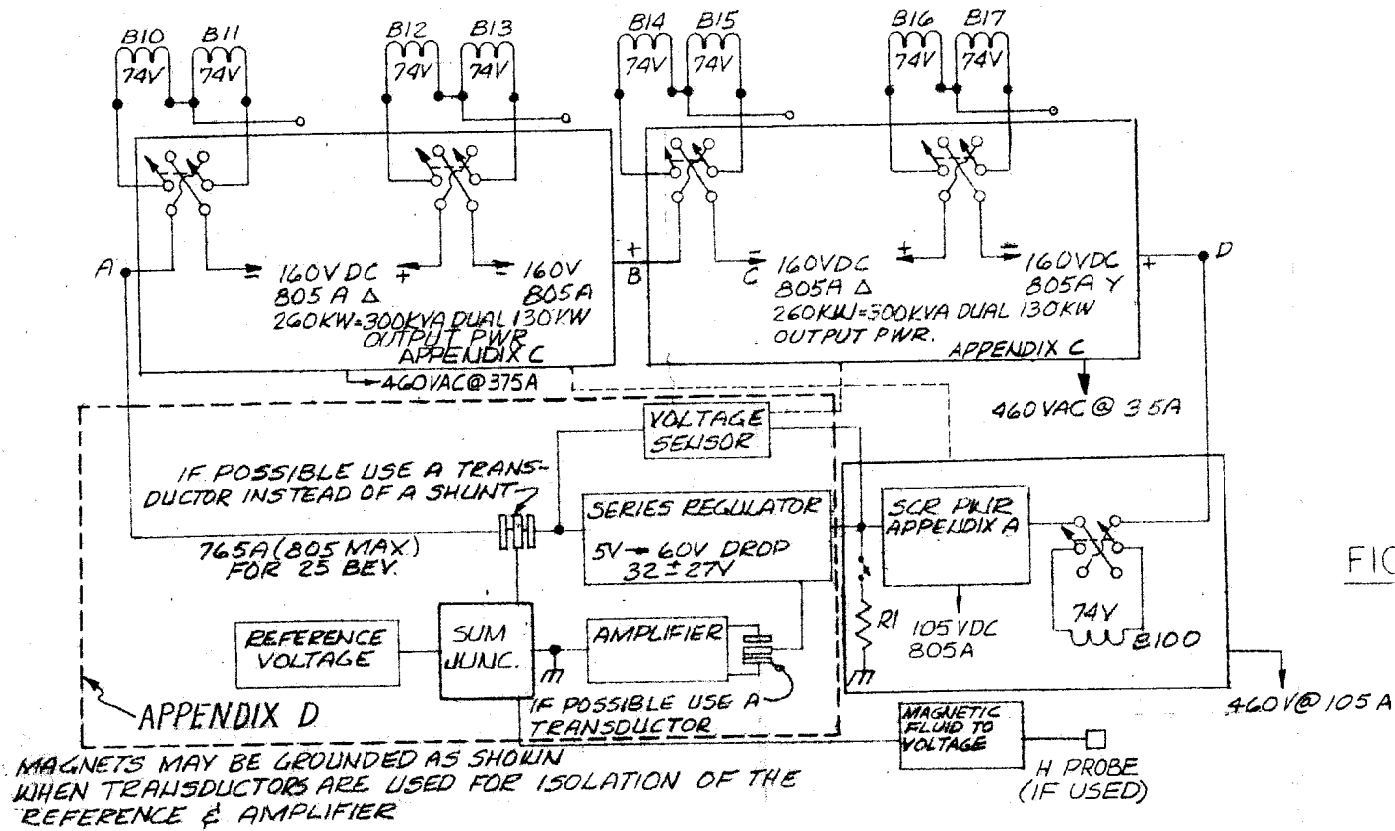 B10 B11 B12 B13 B14 B15 B16 B17
74V 74V 74V 74V 74V 74V 74V 74V
A + B C + + D
= 160VDC + = 160V = 160VDC + = 160VDC
805A Δ 805A 805A Δ 805A Y
260KW=300KVA DUAL 130KW
OUTPUT PWR
APPENDIX C
460VAC@375A
260KW=300KVA DUAL 130KW
OUTPUT PWR.
APPENDIX C
460VAC@ 35A
VOLTAGE
SENSOR
IF POSSIBLE USE A TRANS-
DUCTOR INSTEAD OF A SHUNT
765A (805 MAX.)
FOR 25 BEV.
SERIES REGULATOR
5V → 60V DROP
32 ± 27V
SCR PWR
APPENDIX A
105VDC
805A
R1
74V
B100
460V@105A
FIG
REFERENCE
VOLTAGE
SUM
JUNC.
AMPLIFIER
IF POSSIBLE USE A
TRANSDUCTOR
APPENDIX D
MAGNETIC
FLUID TO
VOLTAGE
H PROBE
(IF USED)
MAGNETS MAY BE GROUNDED AS SHOWN
WHEN TRANSDUCTORS ARE USED FOR ISOLATION OF THE
REFERENCE & AMPLIFIER